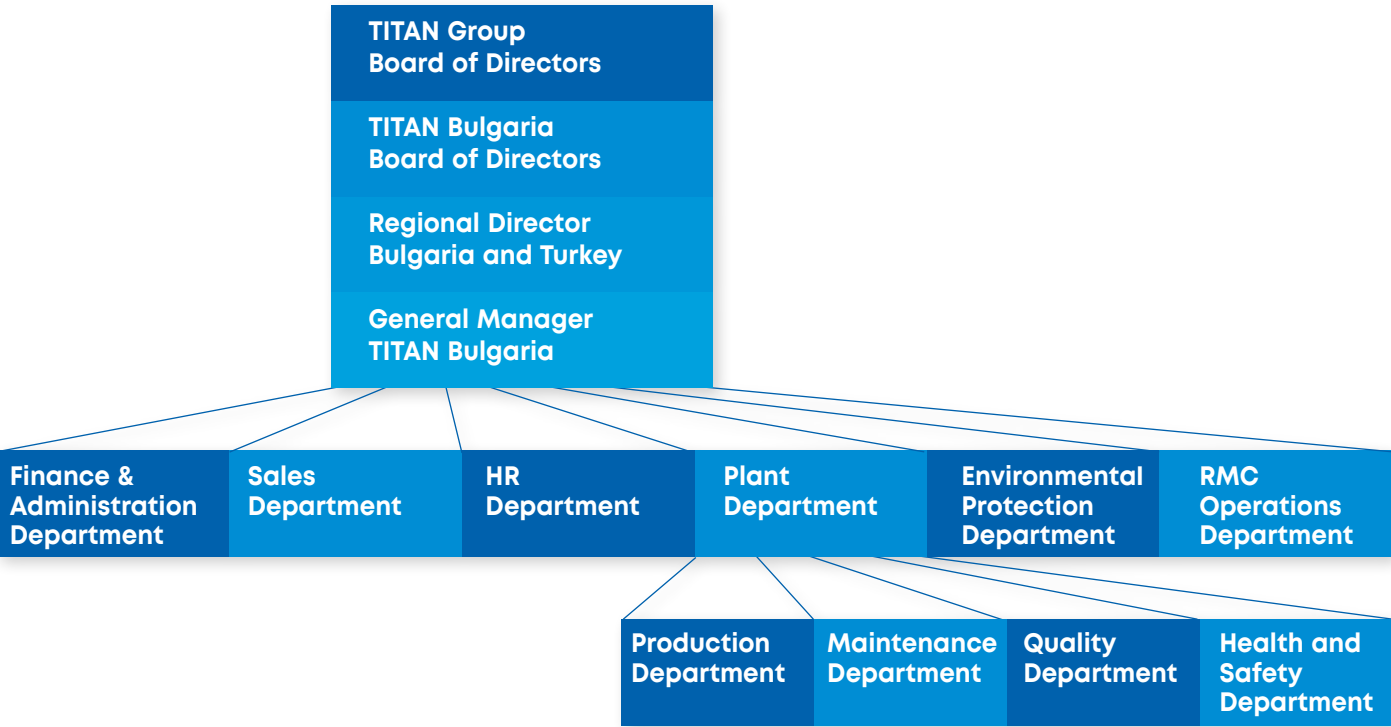 TITAN Group
Board of Directors
TITAN Bulgaria
Board of Directors
Regional Director
Bulgaria and Turkey
General Manager
TITAN Bulgaria
Finance &
Administration
Department
Sales
Department
HR
Department
Plant
Department
Environmental
Protection
Department
RMC
Operations
Department
Production
Department
Maintenance
Department
Quality
Department
Health and
Safety
Department